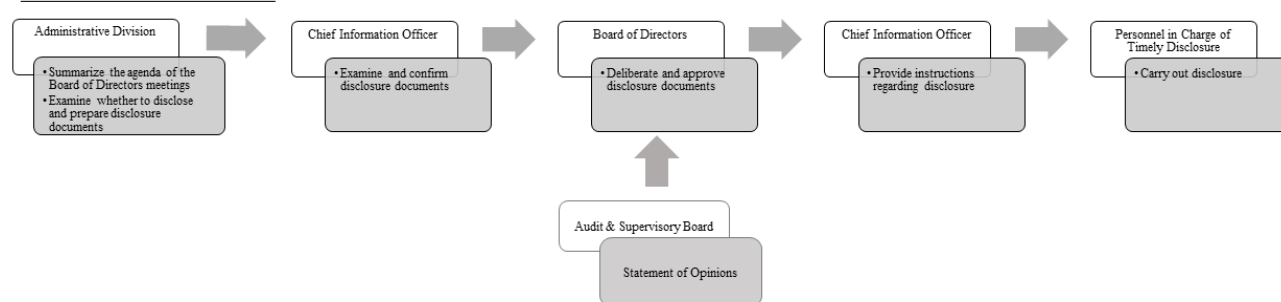 Administrative Division
• Summarize the agenda of the
Board of Directors meetings
• Examine whether to disclose
and prepare disclosure
documents
Chief Information Officer
• Examine and confirm
disclosure documents
Board of Directors
• Deliberate and approve
disclosure documents
Chief Information Officer
• Provide instructions
regarding disclosure
Personnel in Charge of
Timely Disclosure
• Carry out disclosure
Audit & Supervisory Board
Statement of Opinions